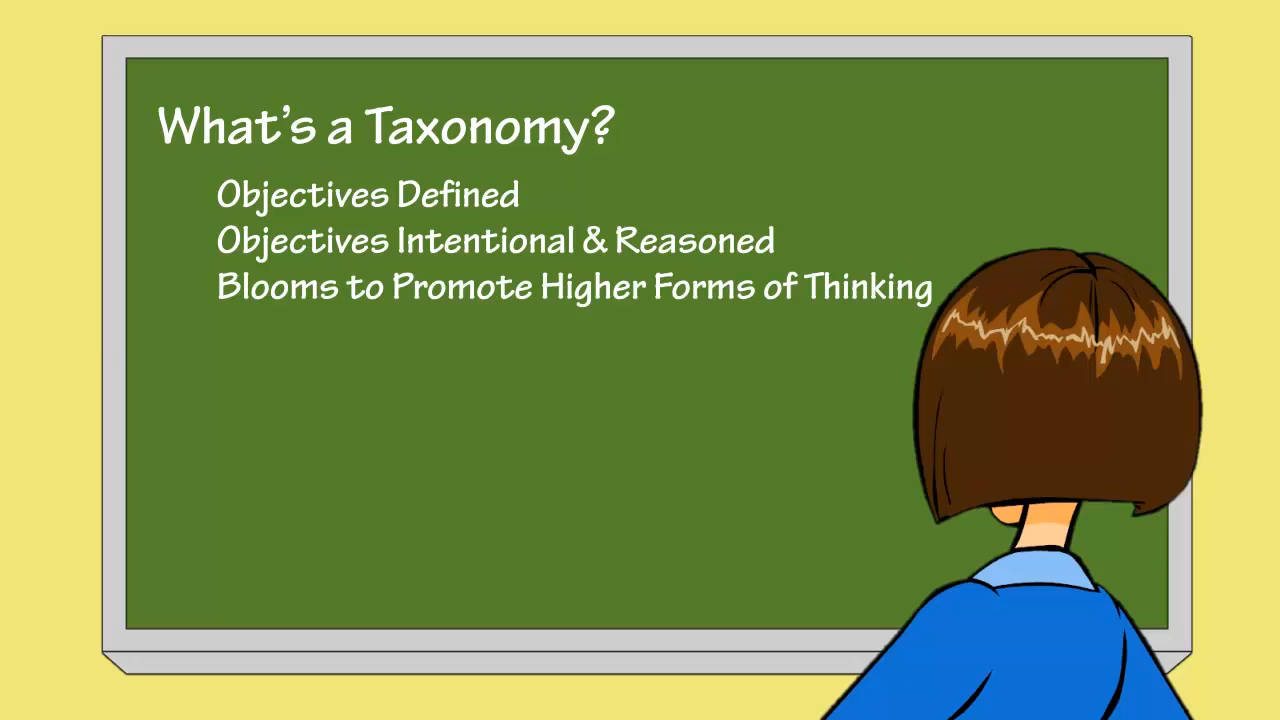 What's a Taxonomy?
Objectives Defined
Objectives Intentional & Reasoned
Blooms to Promote Higher Forms of Thinking